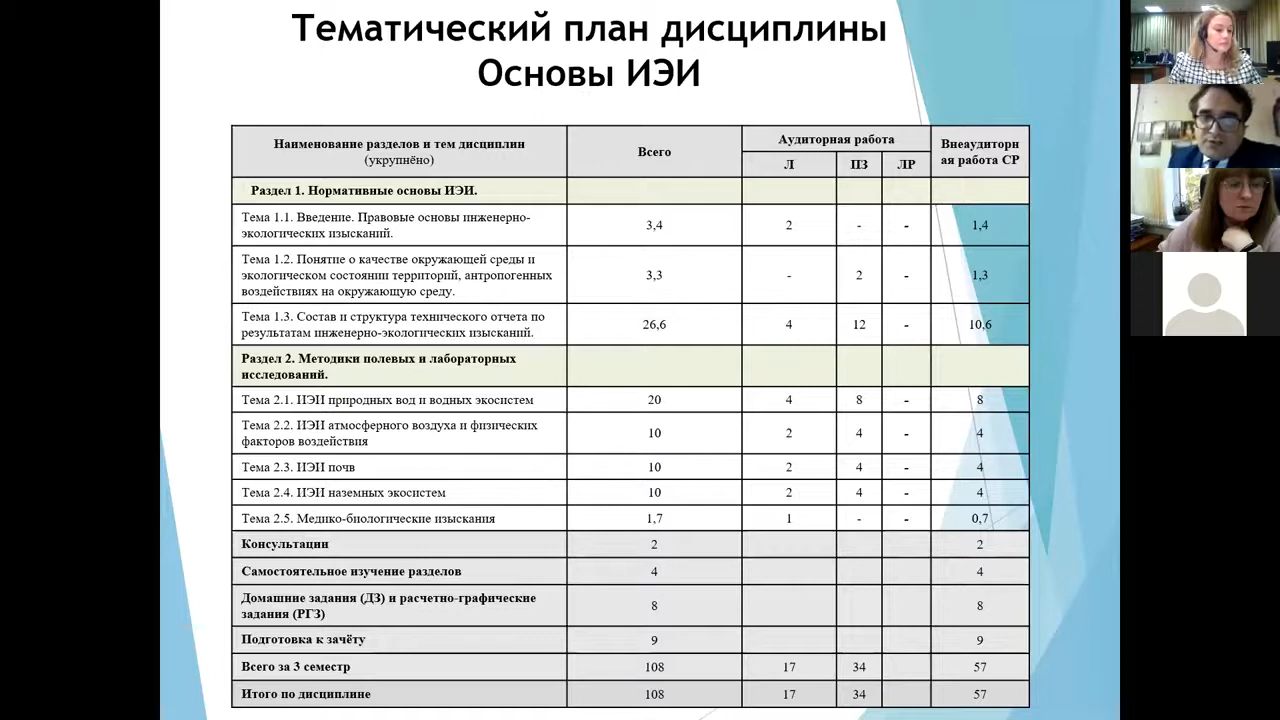 Тематический план дисциплины
Основы ИЭИ
Наименование разделов и тем дисциплин
(укрупнёно)
Всего
Аудиторная работа
Внеаудиторн
ая работа СР
Л
ПЗ
ЛР
Раздел 1. Нормативные основы ИЭИ.
Тема 1.1. Введение. Правовые основы инженерно-
экологических изысканий.
3,4
2
-
-
1,4
Тема 1.2. Понятие о качестве окружающей среды и
экологическом состоянии территорий, антропогенных
воздействиях на окружающую среду.
3,3
-
2
-
1,3
Тема 1.3. Состав и структура технического отчета по
результатам инженерно-экологических изысканий.
26,6
4
12
-
10,6
Раздел 2. Методики полевых и лабораторных
исследований.
Тема 2.1. ИЭИ природных вод и водных экосистем
20
4
8
-
8
Тема 2.2. ИЭИ атмосферного воздуха и физических
факторов воздействия
10
2
4
-
4
Тема 2.3. ИЭИ почв
10
2
4
-
4
Тема 2.4. ИЭИ наземных экосистем
10
2
4
-
4
Тема 2.5. Медико-биологические изыскания
1,7
1
-
-
0,7
Консультации
2
2
Самостоятельное изучение разделов
4
4
Домашние задания (ДЗ) и расчетно-графические
задания (РГЗ)
8
8
Подготовка к зачёту
9
9
Всего за 3 семестр
108
17
34
57
Итого по дисциплине
108
17
34
57